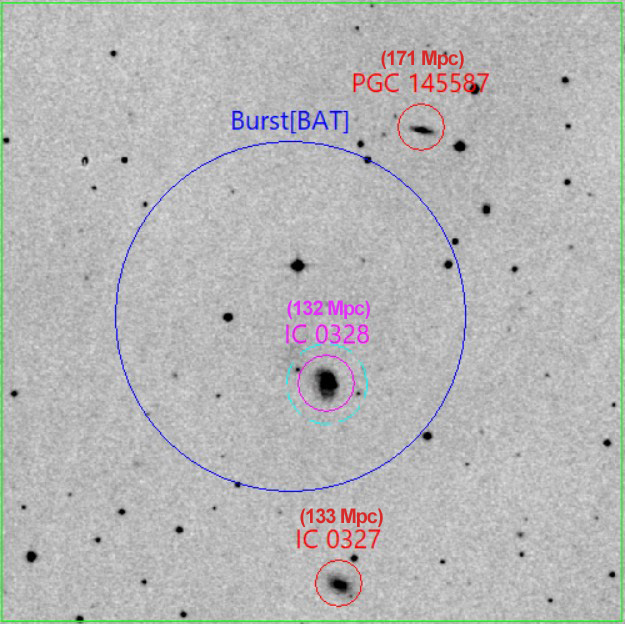 (171 Mpc)
PGC 145587
Burst[BAT]
(132 Mpc)
IC 0328
(133 Mpc)
IC 0327